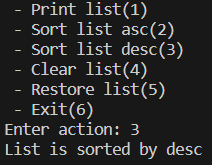 - Print list(1)
- Sort list asc(2)
- Sort list desc(3)
- Clear list(4)
- Restore list(5)
- Exit(6)
Enter action: 3
List is sorted by desc